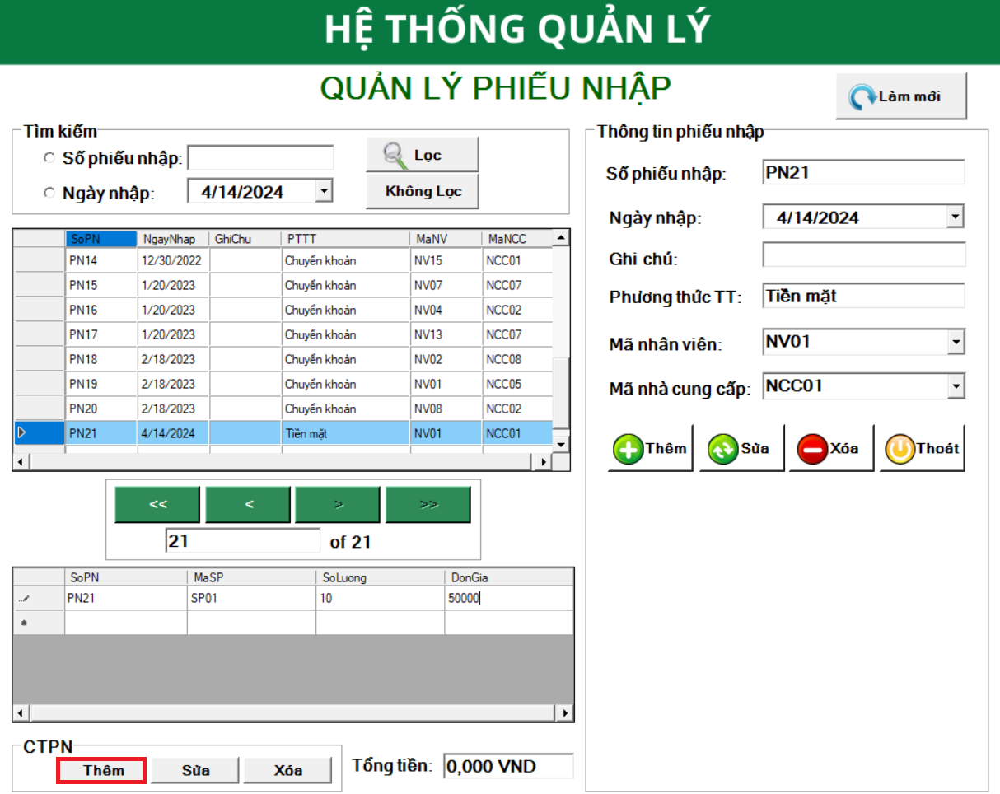 HỆ THỐNG QUẢN LÝ
QUẢN LÝ PHIẾU NHẬP
Làm mới
Tìm kiếm
Số phiếu nhập:
Lọc
Ngày nhập: 4/14/2024
Không Lọc
SoPN NgayNhap GhiChu PTTT MaNV MaNCC
PN14 12/30/2022 Chuyển khoản NV15 NCC01
PN15 1/20/2023 Chuyển khoản NV07 NCC07
PN16 1/20/2023 Chuyển khoản NV04 NCC02
PN17 1/20/2023 Chuyển khoản NV13 NCC07
PN18 2/18/2023 Chuyển khoản NV02 NCC08
PN19 2/18/2023 Chuyển khoản NV01 NCC05
PN20 2/18/2023 Chuyển khoản NV08 NCC02
PN21 4/14/2024 Tiền mặt NV01 NCC01
<< < > >>
21 of 21
SoPN MaSP SoLuong DonGia
PN21 SP01 10 50000
CTPN
Thêm Sửa Xóa
Tổng tiền: 0,000 VND
Thông tin phiếu nhập
Số phiếu nhập: PN21
Ngày nhập: 4/14/2024
Ghi chú:
Phương thức TT: Tiền mặt
Mã nhân viên: NV01
Mã nhà cung cấp: NCC01
Thêm Sửa Xóa Thoát